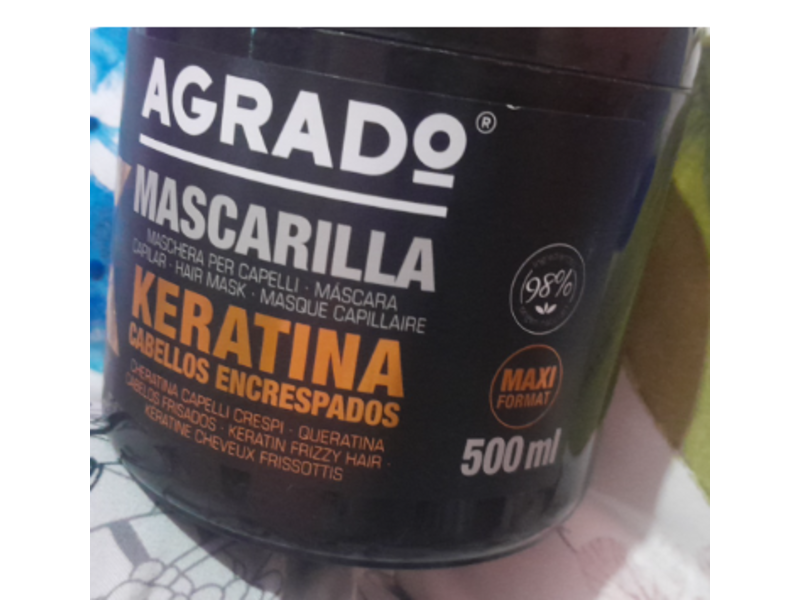 AGRADO®
MASCARILLA
MASCHERA PER CAPELLI · MÁSCARA
CAPILAR · HAIR MASK · MASQUE CAPILLAIRE
KERATINA
CABELLOS ENCRESPADOS
CHERATINA CAPELLI CRESPI · QUERATINA
CABELOS FRISADOS · KERATIN FRIZZY HAIR ·
KÉRATINE CHEVEUX FRISSOTTIS
98%
MAXI
FORMAT
500 ml